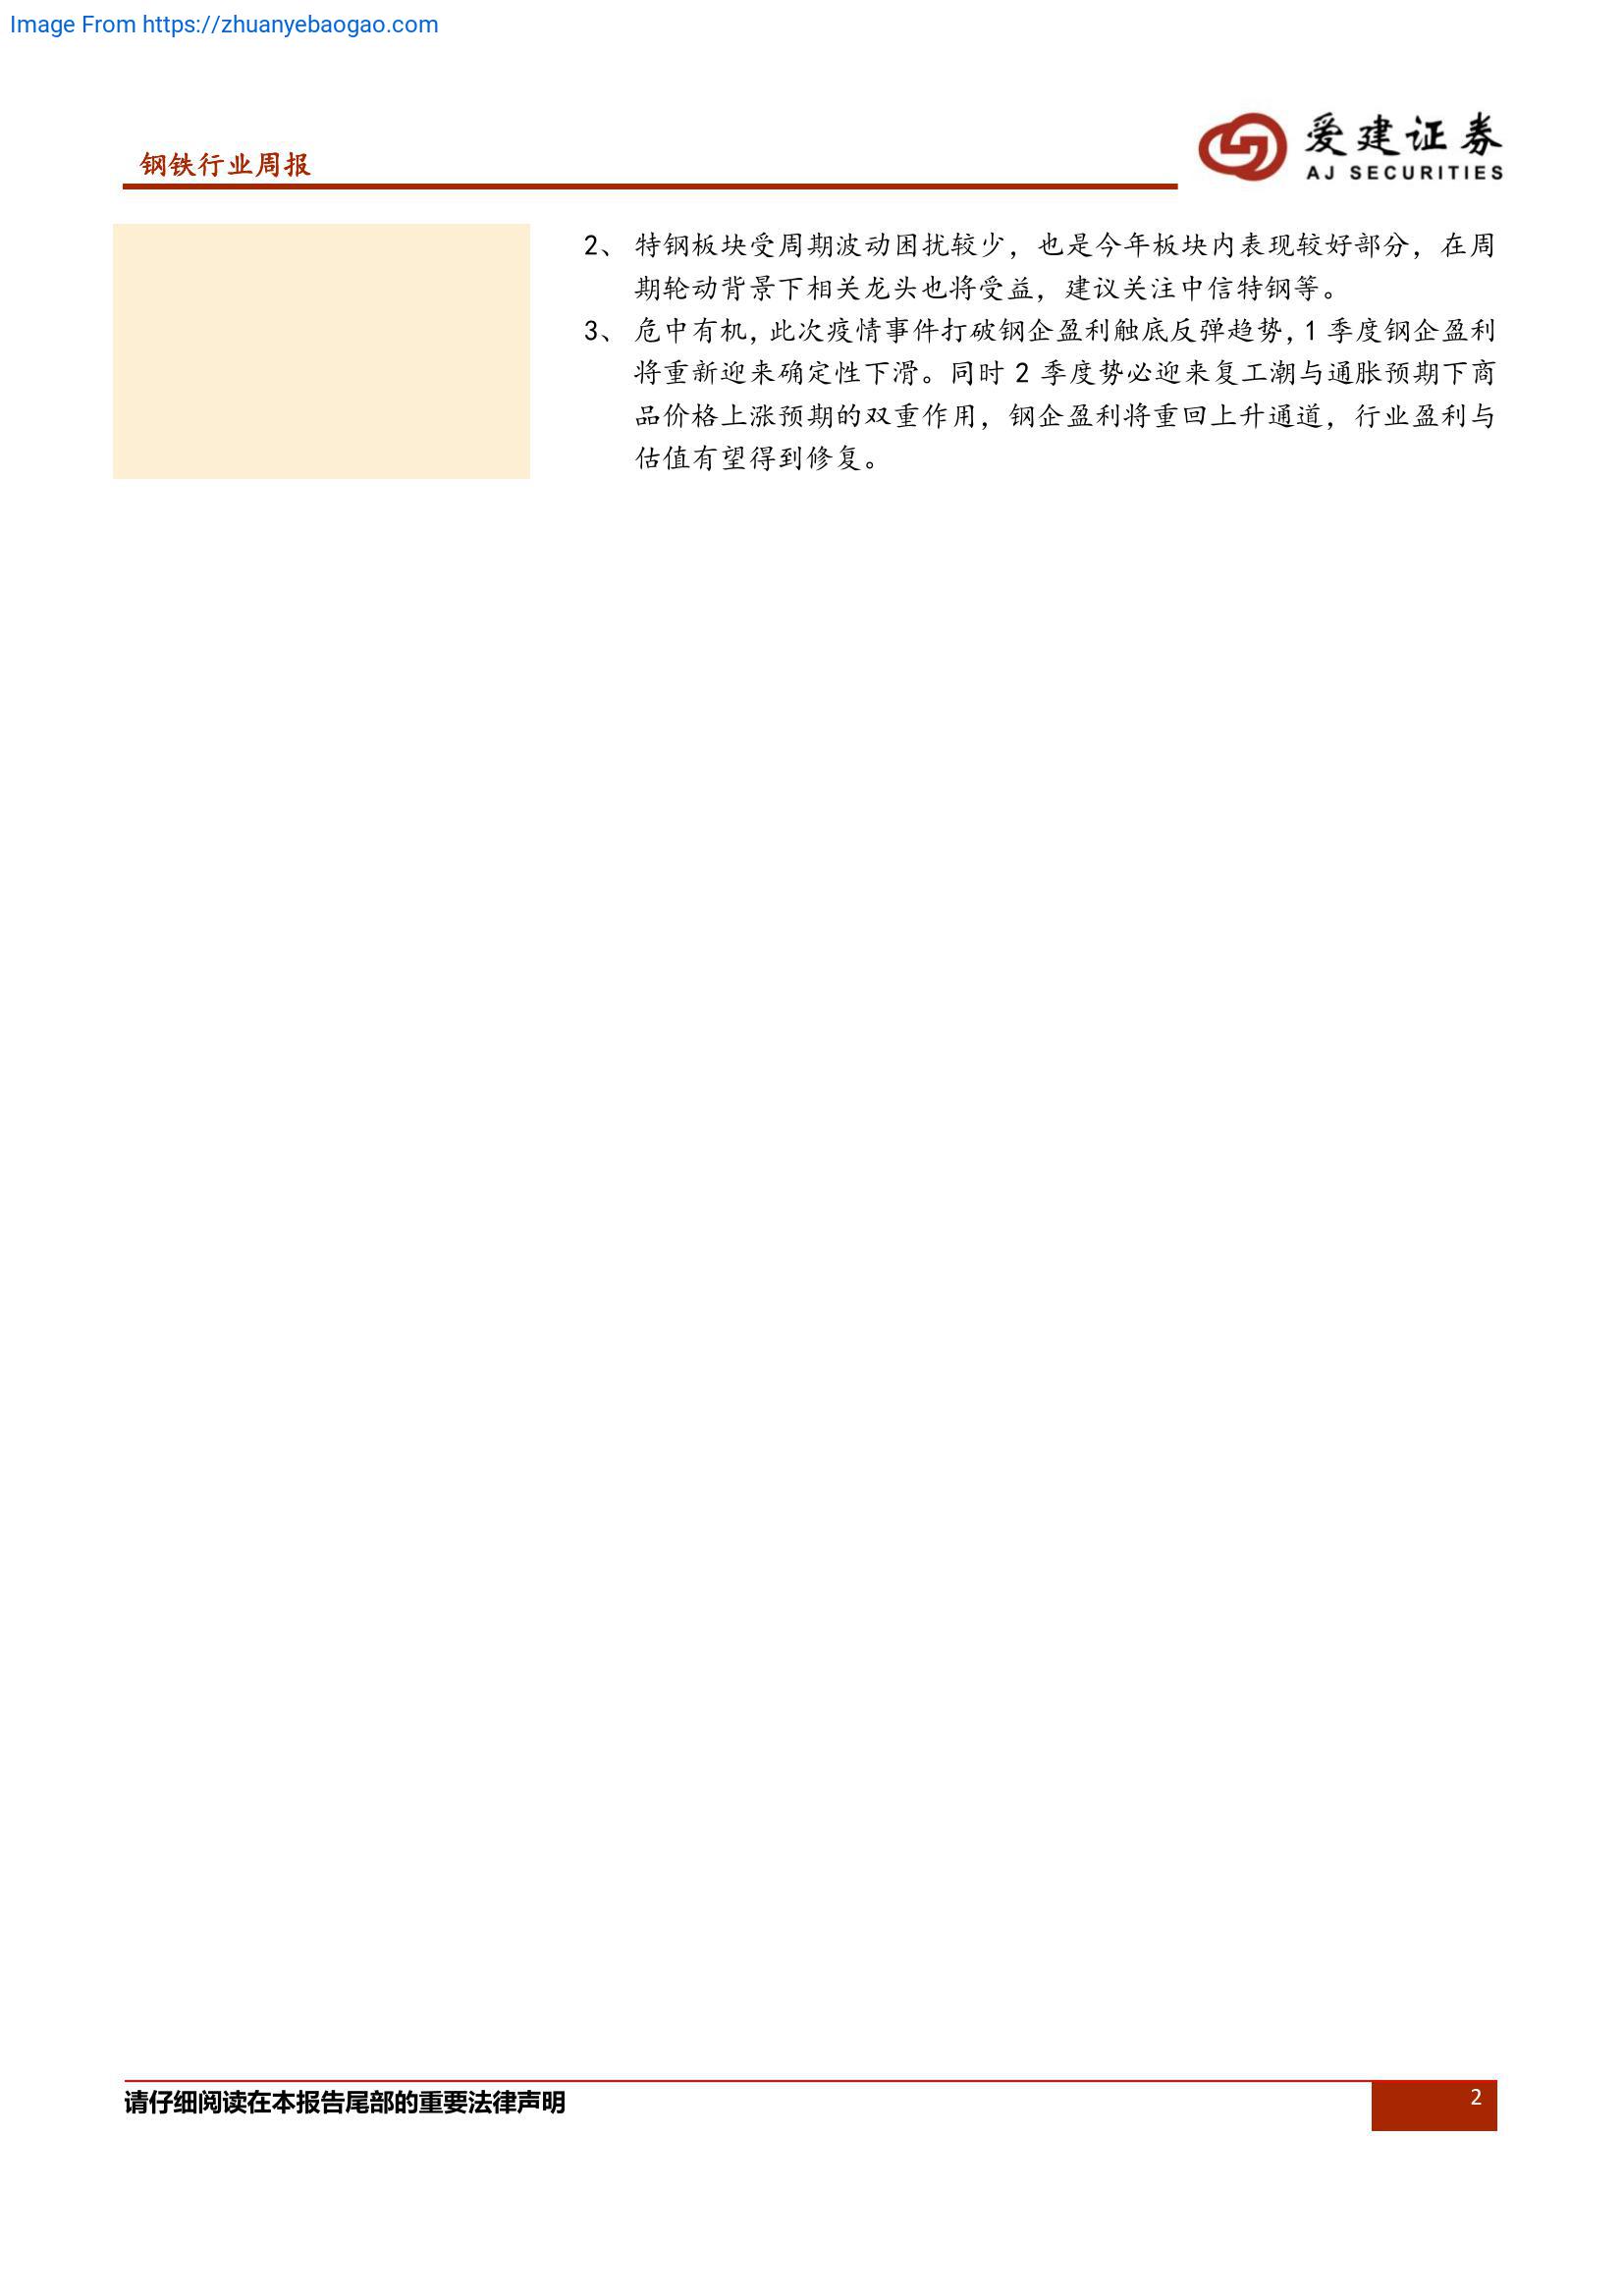 Image From https://zhuanyebaogao.com
爱建证券
AJ SECURITIES
钢铁行业周报
2、 特钢板块受周期波动困扰较少，也是今年板块内表现较好部分，在周
期轮动背景下相关龙头也将受益，建议关注中信特钢等。
3、 危中有机，此次疫情事件打破钢企盈利触底反弹趋势，1 季度钢企盈利
将重新迎来确定性下滑。同时 2 季度势必迎来复工潮与通胀预期下商
品价格上涨预期的双重作用，钢企盈利将重回上升通道，行业盈利与
估值有望得到修复。
请仔细阅读在本报告尾部的重要法律声明
2